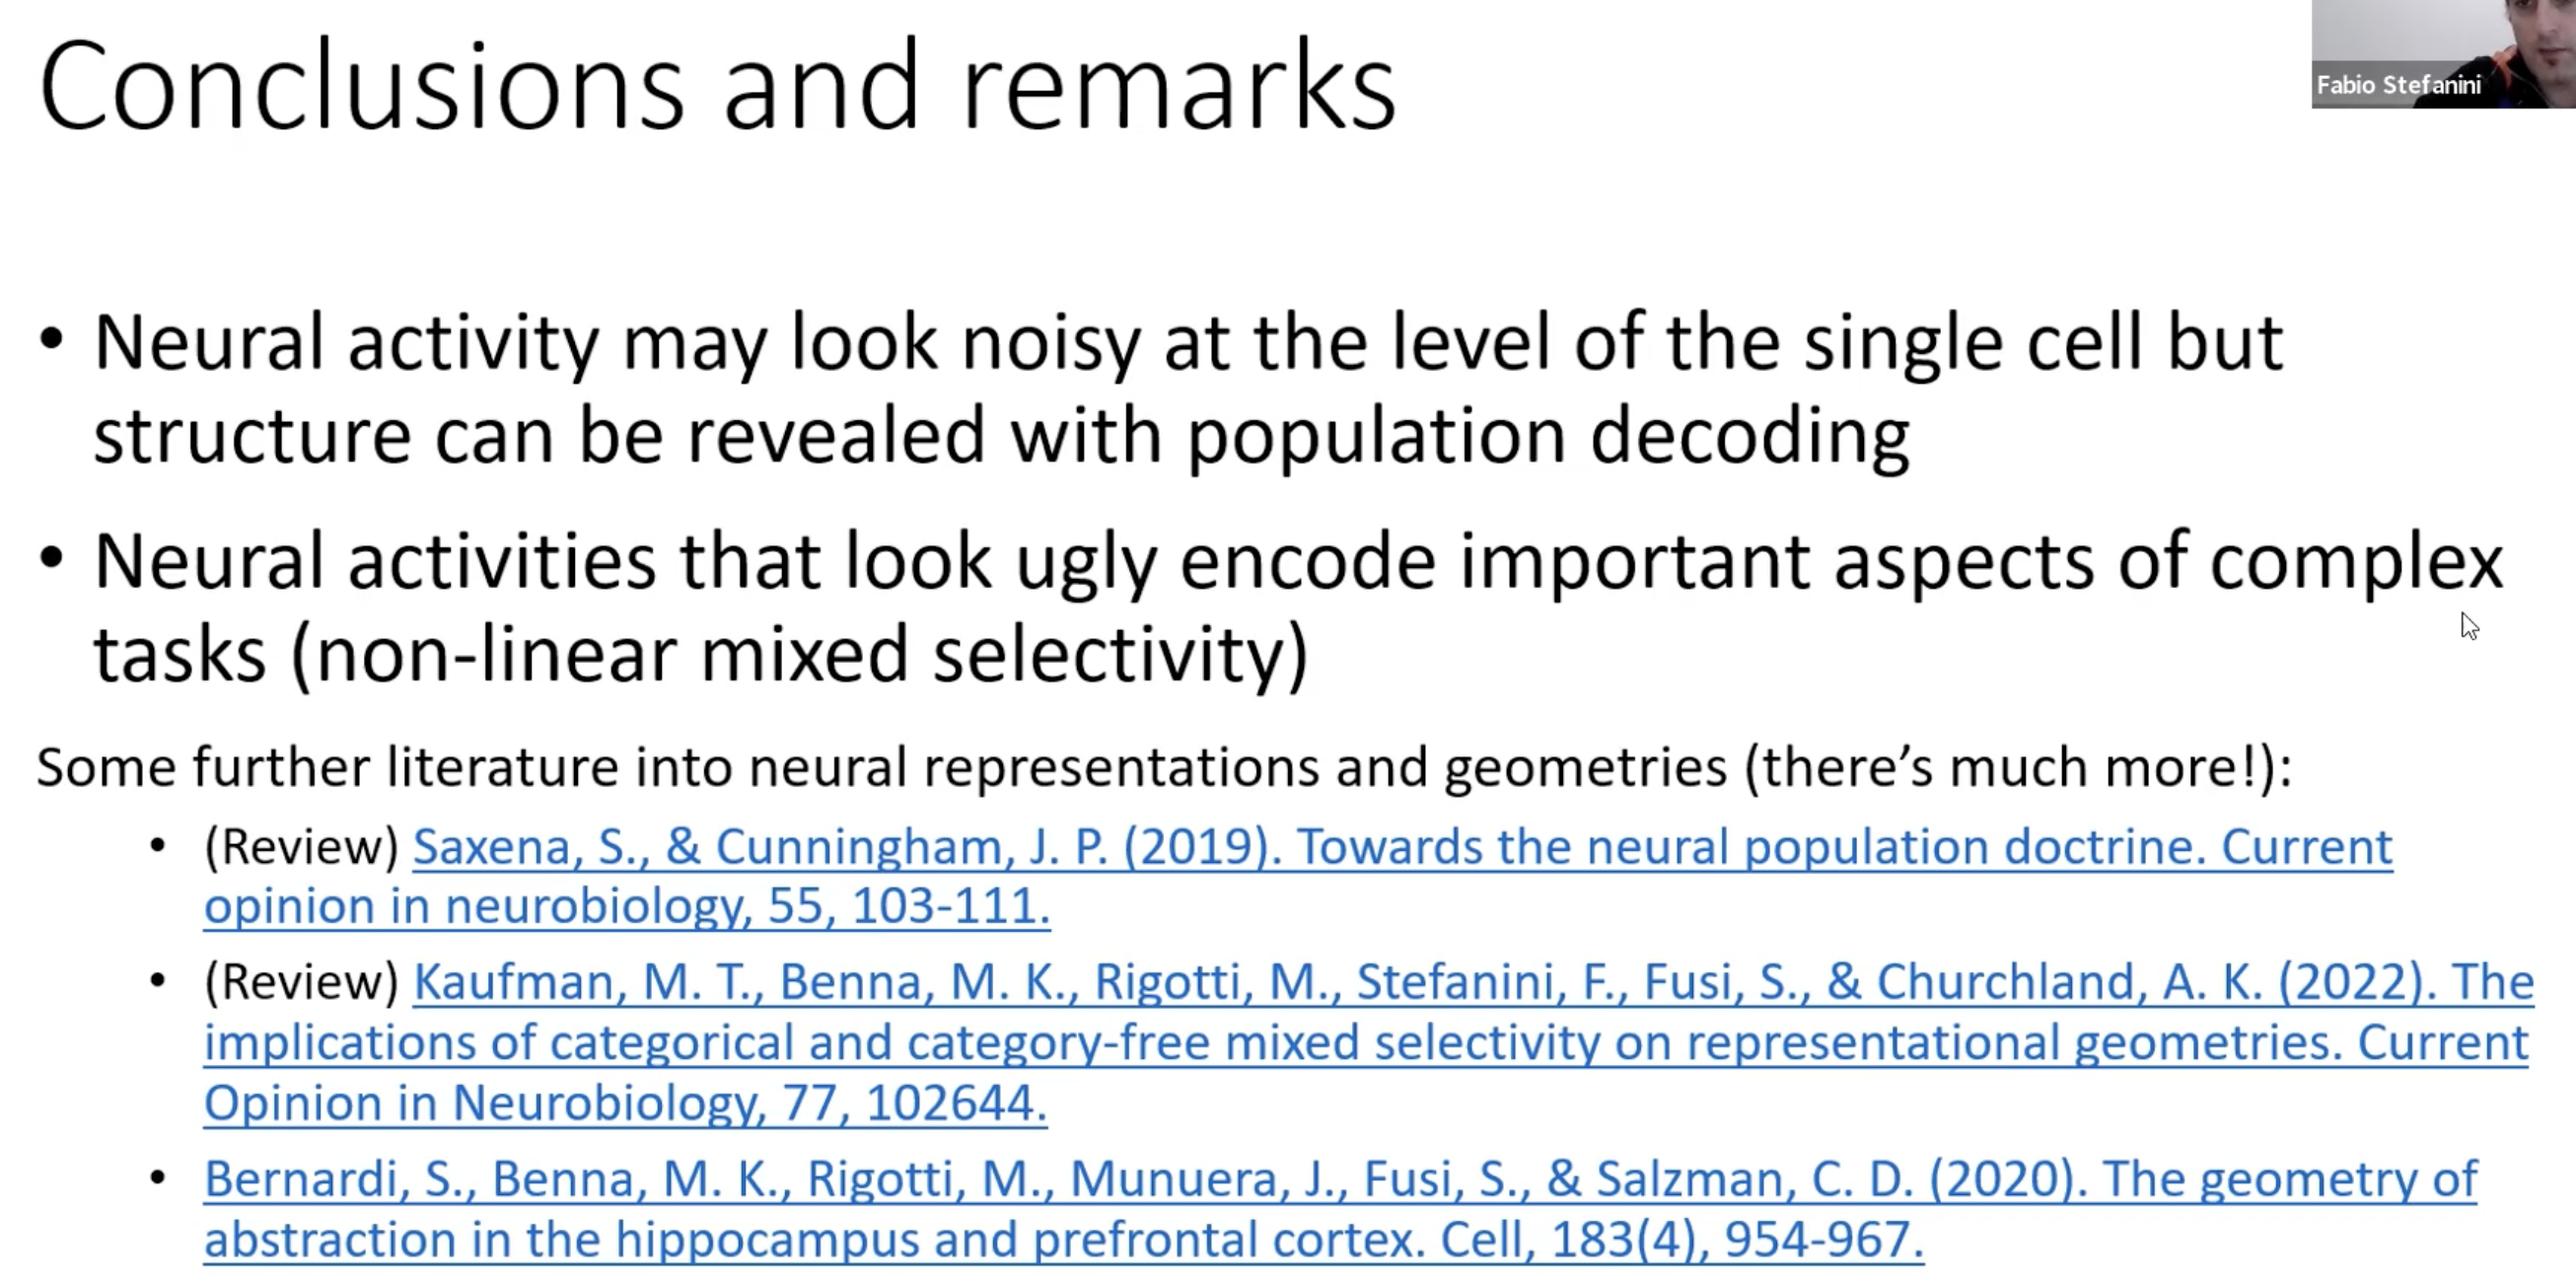 Conclusions and remarks
Fabio Stefanini
• Neural activity may look noisy at the level of the single cell but
structure can be revealed with population decoding
• Neural activities that look ugly encode important aspects of complex
tasks (non-linear mixed selectivity)
Some further literature into neural representations and geometries (there’s much more!):
• (Review) Saxena, S., & Cunningham, J. P. (2019). Towards the neural population doctrine. Current
opinion in neurobiology, 55, 103-111.
• (Review) Kaufman, M. T., Benna, M. K., Rigotti, M., Stefanini, F., Fusi, S., & Churchland, A. K. (2022). The
implications of categorical and category-free mixed selectivity on representational geometries. Current
Opinion in Neurobiology, 77, 102644.
• Bernardi, S., Benna, M. K., Rigotti, M., Munuera, J., Fusi, S., & Salzman, C. D. (2020). The geometry of
abstraction in the hippocampus and prefrontal cortex. Cell, 183(4), 954-967.